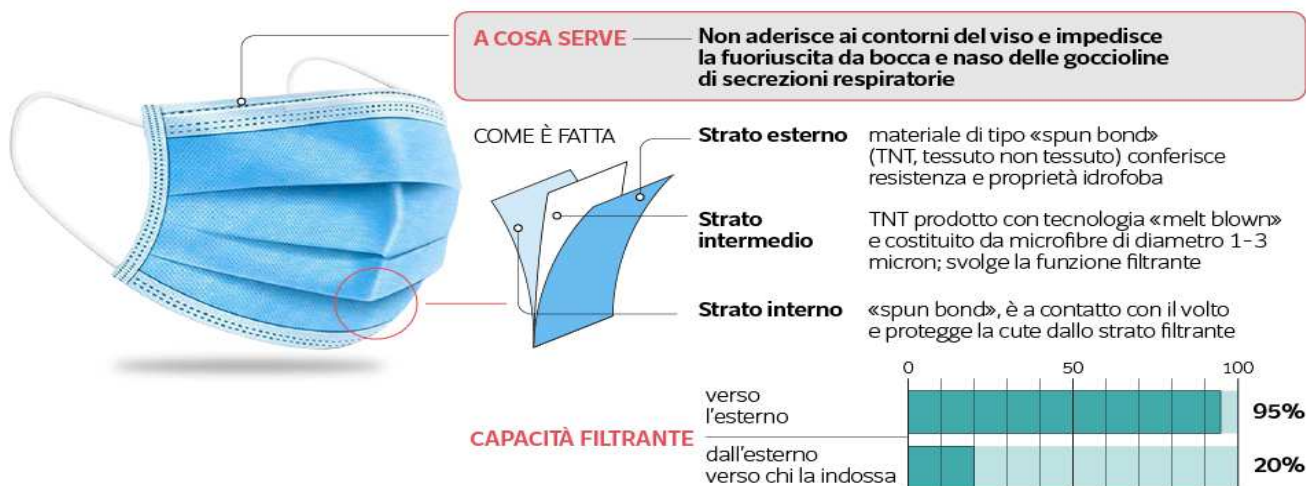 A COSA SERVE
Non aderisce ai contorni del viso e impedisce
la fuoriuscita da bocca e naso delle goccioline
di secrezioni respiratorie
COME È FATTA
Strato esterno
materiale di tipo «spun bond»
(TNT, tessuto non tessuto) conferisce
resistenza e proprietà idrofoba
Strato
intermedio
TNT prodotto con tecnologia «melt blown»
e costituito da microfibre di diametro 1-3
micron; svolge la funzione filtrante
Strato interno
«spun bond», è a contatto con il volto
e protegge la cute dallo strato filtrante
CAPACITÀ FILTRANTE
0 50 100
verso
l'esterno
95%
dall'esterno
verso chi la indossa
20%